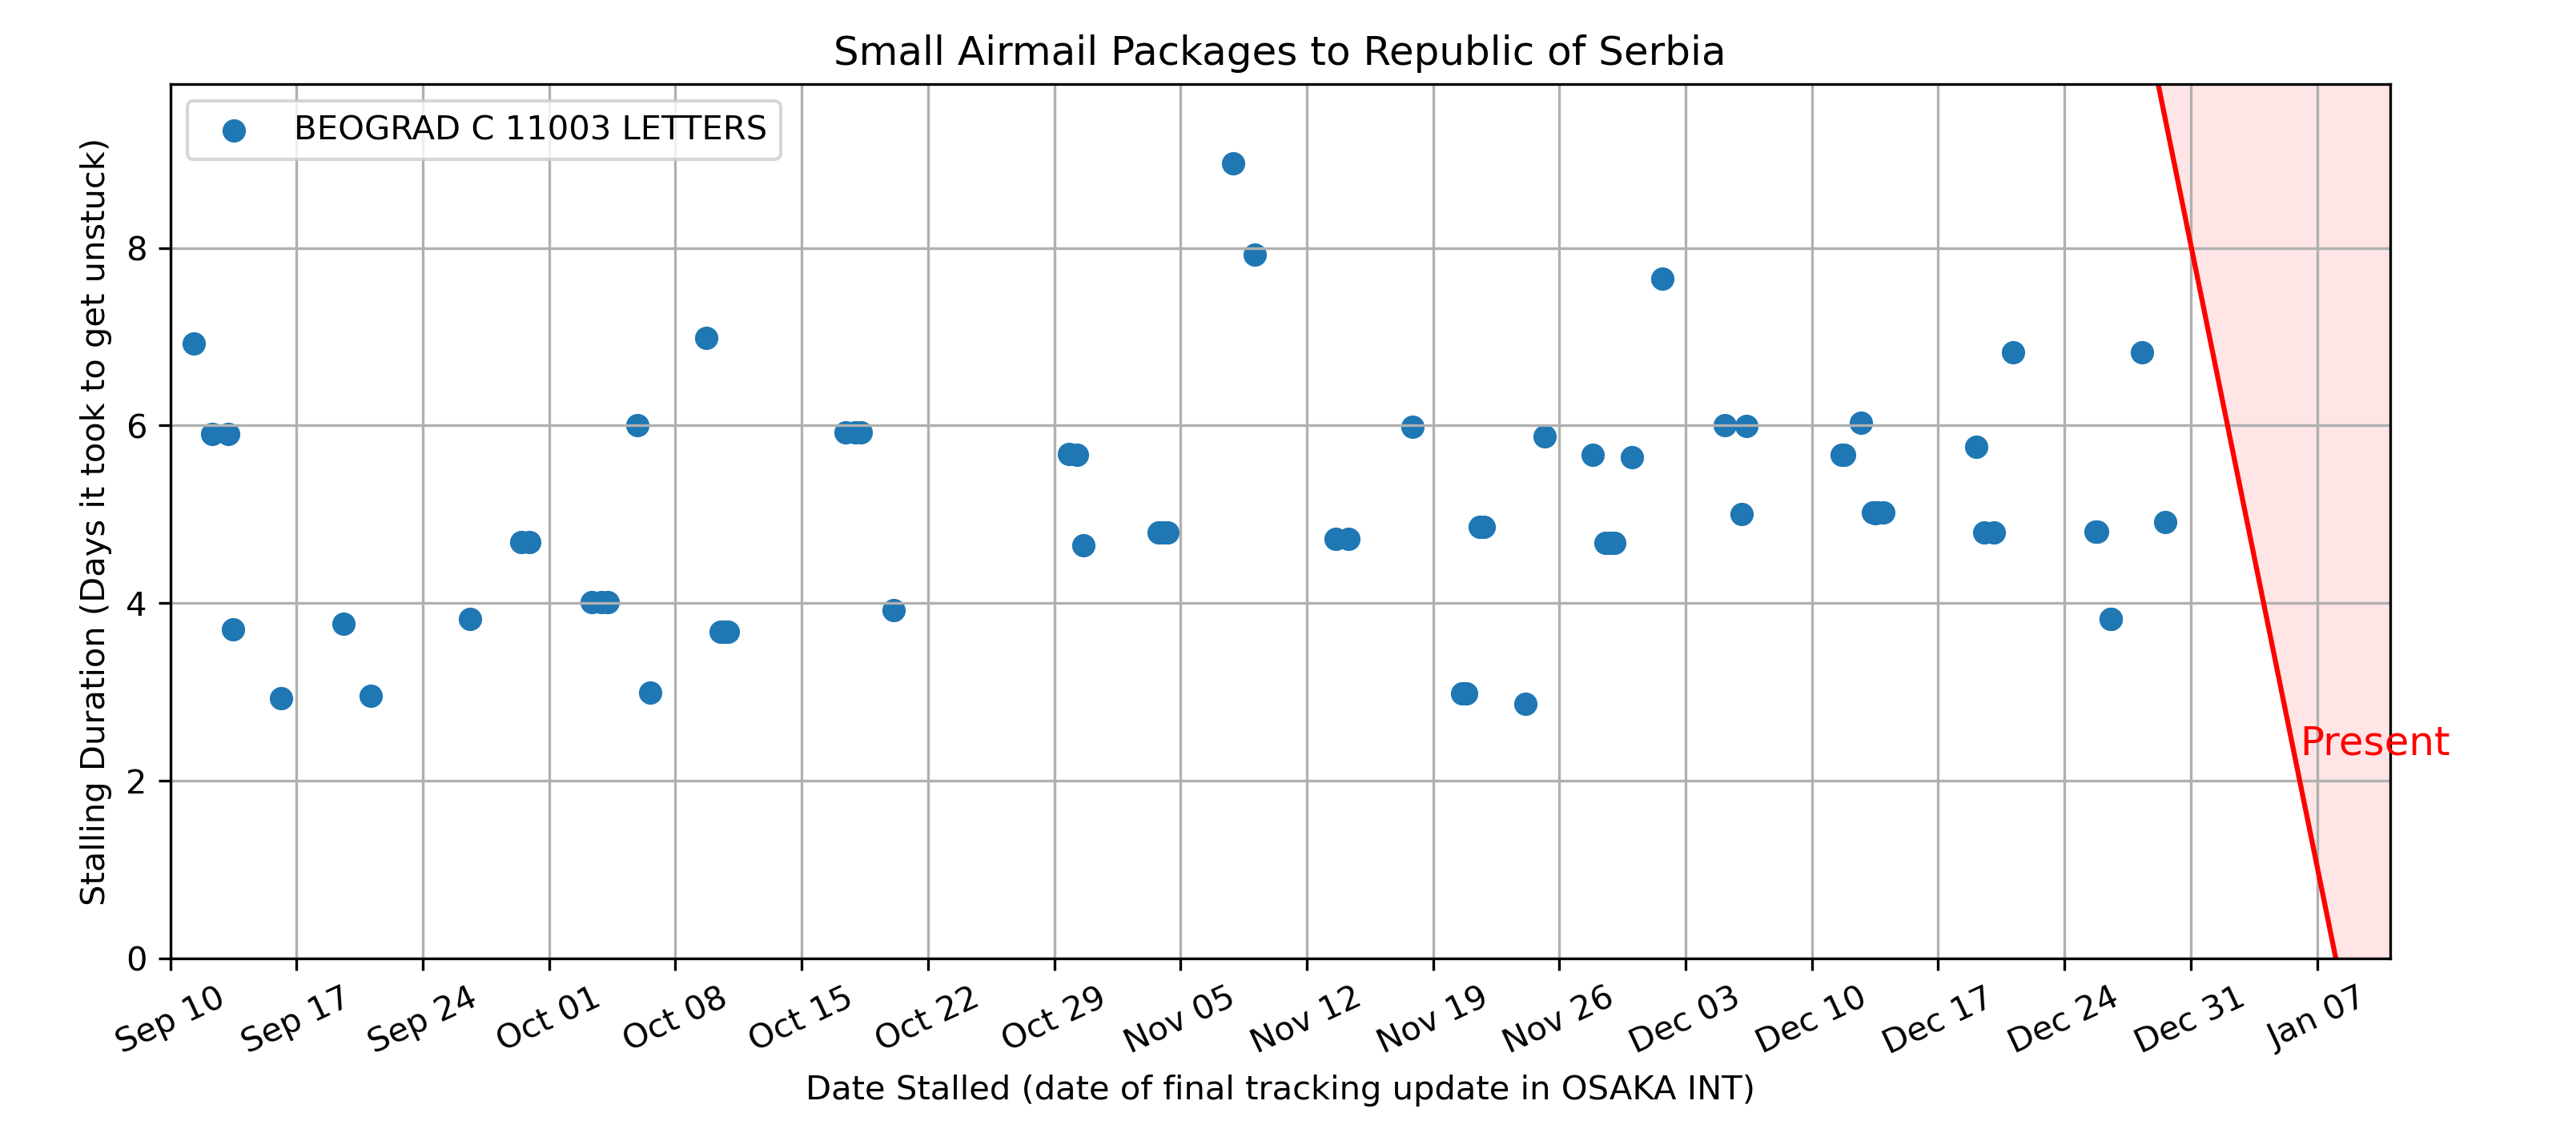 Small Airmail Packages to Republic of Serbia
BEOGRAD C 11003 LETTERS
Stalling Duration (Days it took to get unstuck)
8
6
4
2
0
Present
Sep 10
Sep 17
Sep 24
Oct 01
Oct 08
Oct 15
Oct 22
Oct 29
Nov 05
Nov 12
Nov 19
Nov 26
Dec 03
Dec 10
Dec 17
Dec 24
Dec 31
Jan 07
Date Stalled (date of final tracking update in OSAKA INT)